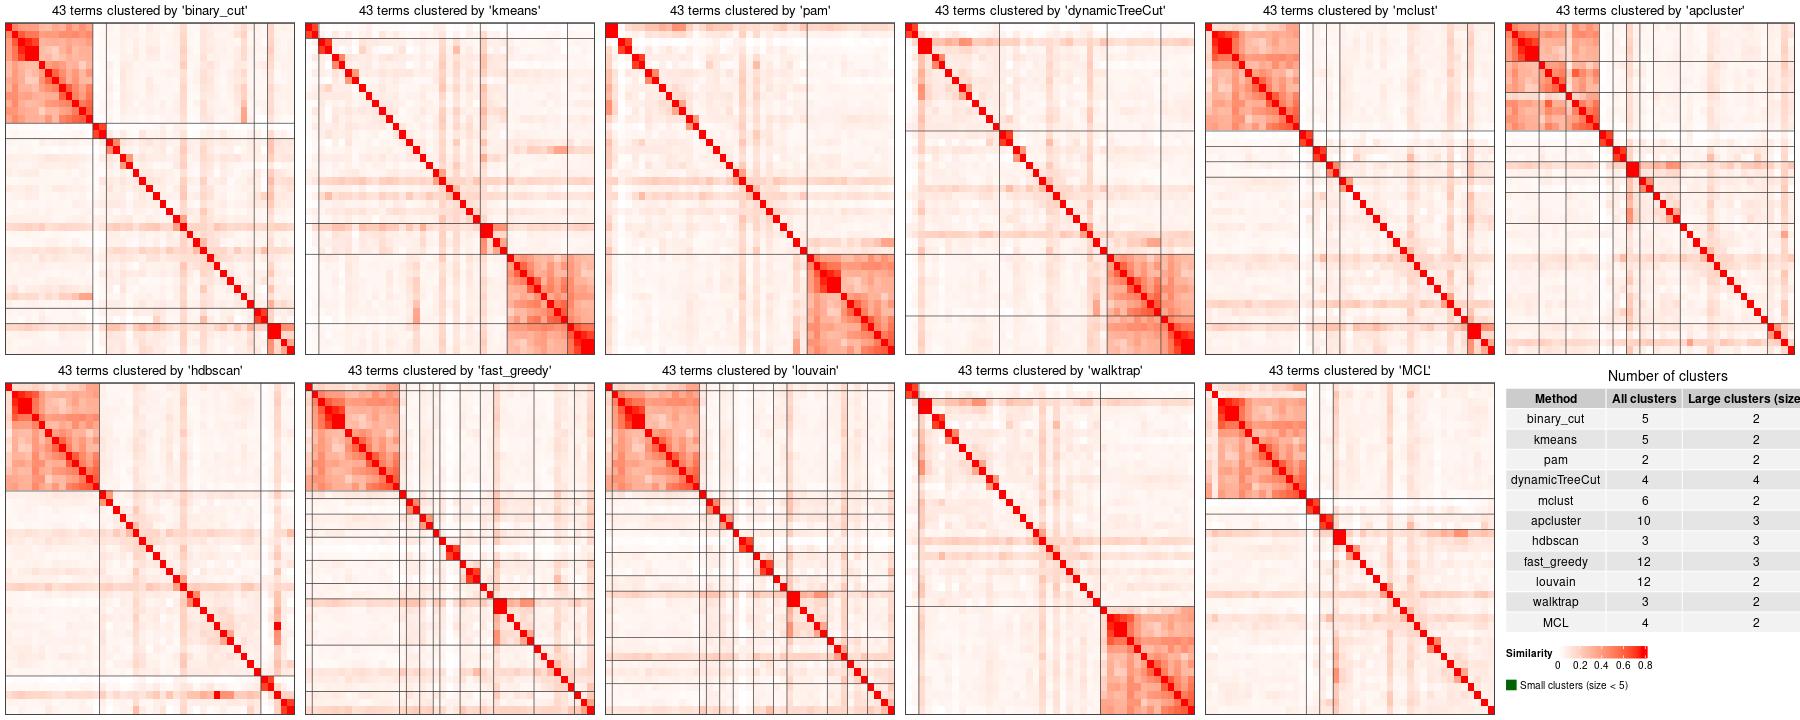 43 terms clustered by 'binary_cut'
43 terms clustered by 'kmeans'
43 terms clustered by 'pam'
43 terms clustered by 'dynamicTreeCut'
43 terms clustered by 'mclust'
43 terms clustered by 'apcluster'
43 terms clustered by 'hdbscan'
43 terms clustered by 'fast_greedy'
43 terms clustered by 'louvain'
43 terms clustered by 'walktrap'
43 terms clustered by 'MCL'
Number of clusters
Method All clusters Large clusters (size
binary_cut 5 2
kmeans 5 2
pam 2 2
dynamicTreeCut 4 4
mclust 6 2
apcluster 10 3
hdbscan 3 3
fast_greedy 12 3
louvain 12 2
walktrap 3 2
MCL 4 2
Similarity
0 0.2 0.4 0.6 0.8
Small clusters (size < 5)